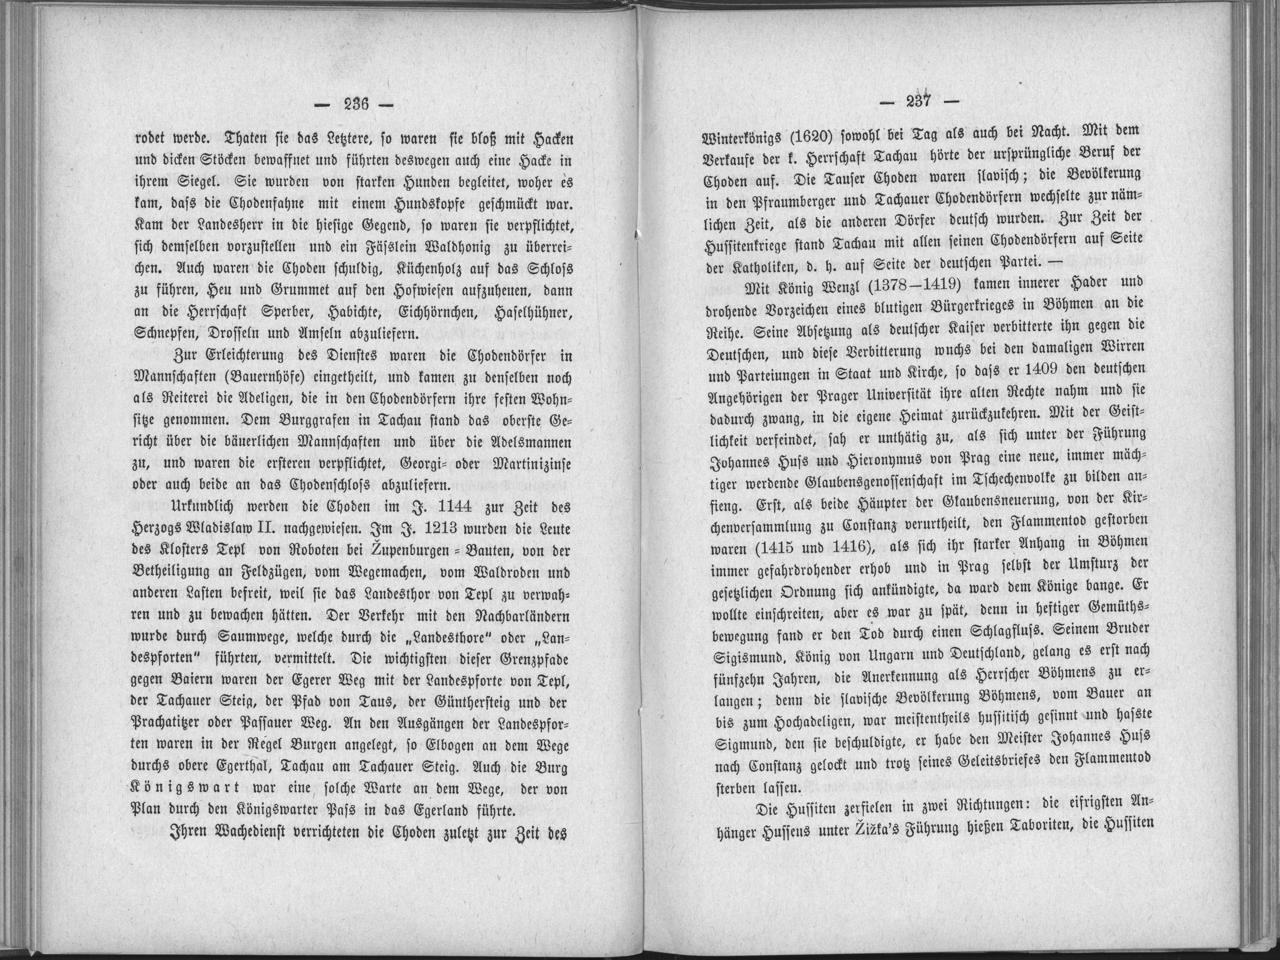 — 236 —
rodet werde. Thaten sie das Letztere, so waren sie bloß mit Hacken
und dicken Stöcken bewaffnet und führten deswegen auch eine Hacke in
ihrem Siegel. Sie wurden von starken Hunden begleitet, woher es
kam, dass die Chodenfahne mit einem Hundskopfe geschmückt war.
Kam der Landesherr in die hiesige Gegend, so waren sie verpflichtet,
sich demselben vorzustellen und ein Fässlein Waldhonig zu überrei-
chen. Auch waren die Choden schuldig, Küchenholz auf das Schloss
zu führen, Heu und Grummet auf den Hofwiesen aufzuheuen, dann
an die Herrschaft Sperber, Habichte, Eichhörnchen, Haselhühner,
Schnepfen, Drosseln und Amseln abzuliefern.
Zur Erleichterung des Dienstes waren die Chodendörfer in
Mannschaften (Bauernhöfe) eingetheilt, und kamen zu denselben noch
als Reiterei die Adeligen, die in den Chodendörfern ihre festen Wohn-
sitze genommen. Dem Burggrafen in Tachau stand das oberste Ge-
richt über die bäuerlichen Mannschaften und über die Adelsmannen
zu, und waren die ersteren verpflichtet, Georgi- oder Martinizinse
oder auch beide an das Chodenschloss abzuliefern.
Urkundlich werden die Choden im J. 1144 zur Zeit des
Herzogs Wladislaw II. nachgewiesen. Im J. 1213 wurden die Leute
des Klosters Tepl von Roboten bei Župenburgen-Bauten, von der
Betheiligung an Feldzügen, vom Wegemachen, vom Waldroden und
anderen Lasten befreit, weil sie das Landesthor von Tepl zu verwah-
ren und zu bewachen hätten. Der Verkehr mit den Nachbarländern
wurde durch Saumwege, welche durch die „Landesthore“ oder „Lan-
despforten“ führten, vermittelt. Die wichtigsten dieser Grenzpfade
gegen Baiern waren der Egerer Weg mit der Landespforte von Tepl,
der Tachauer Steig, der Pfad von Taus, der Günthersteig und der
Prachatitzer oder Passauer Weg. An den Ausgängen der Landespfor-
ten waren in der Regel Burgen angelegt, so Elbogen an dem Wege
durchs obere Egerthal, Tachau am Tachauer Steig. Auch die Burg
Königswart war eine solche Warte an dem Wege, der von
Plan durch den Königswarter Pass in das Egerland führte.
Ihren Wachedienst verrichteten die Choden zuletzt zur Zeit des
— 237 —
Winterkönigs (1620) sowohl bei Tag als auch bei Nacht. Mit dem
Verkaufe der k. Herrschaft Tachau hörte der ursprüngliche Beruf der
Choden auf. Die Tauser Choden waren slavisch; die Bevölkerung
in den Pfraumberger und Tachauer Chodendörfern wechselte zur näm-
lichen Zeit, als die anderen Dörfer deutsch wurden. Zur Zeit der
Hussitenkriege stand Tachau mit allen seinen Chodendörfern auf Seite
der Katholiken, d. h. auf Seite der deutschen Partei. —
Mit König Wenzl (1378—1419) kamen innerer Hader und
drohende Vorzeichen eines blutigen Bürgerkrieges in Böhmen an die
Reihe. Seine Absetzung als deutscher Kaiser verbitterte ihn gegen die
Deutschen, und diese Verbitterung wuchs bei den damaligen Wirren
und Parteiungen in Staat und Kirche, so dass er 1409 den deutschen
Angehörigen der Prager Universität ihre alten Rechte nahm und sie
dadurch zwang, in die eigene Heimat zurückzukehren. Mit der Geist-
lichkeit verfeindet, sah er unthätig zu, als sich unter der Führung
Johannes Huss und Hieronymus von Prag eine neue, immer mäch-
tiger werdende Glaubensgenossenschaft im Tschechenvolke zu bilden an-
fieng. Erst, als beide Häupter der Glaubensneuerung, von der Kir-
chenversammlung zu Constanz verurtheilt, den Flammentod gestorben
waren (1415 und 1416), als sich ihr starker Anhang in Böhmen
immer gefahrdrohender erhob und in Prag selbst der Umsturz der
gesetzlichen Ordnung sich ankündigte, da ward dem Könige bange. Er
wollte einschreiten, aber es war zu spät, denn in heftiger Gemüths-
bewegung fand er den Tod durch einen Schlagfluss. Seinem Bruder
Sigismund, König von Ungarn und Deutschland, gelang es erst nach
fünfzehn Jahren, die Anerkennung als Herrscher Böhmens zu er-
langen; denn die slavische Bevölkerung Böhmens, vom Bauer an
bis zum Hochadeligen, war meistentheils hussitisch gesinnt und hasste
Sigmund, den sie beschuldigte, er habe den Meister Johannes Huss
nach Constanz gelockt und trotz seines Geleitsbriefes den Flammentod
sterben lassen.
Die Hussiten zerfielen in zwei Richtungen: die eifrigsten An-
hänger Hussens unter Žižka's Führung hießen Taboriten, die Hussiten